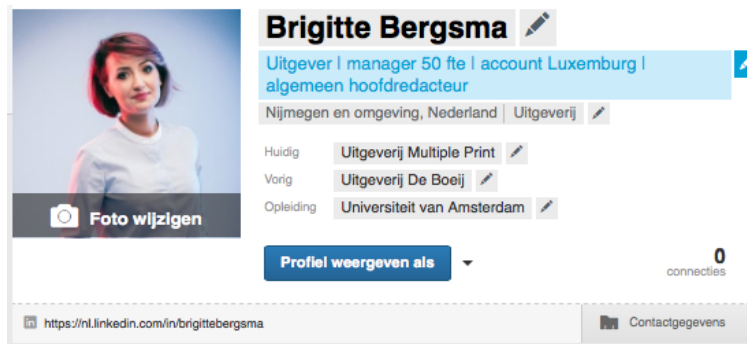 Brigitte Bergsma
Uitgever | manager 50 fte | account Luxemburg |
algemeen hoofdredacteur
Nijmegen en omgeving, Nederland | Uitgeverij
Huidig Uitgeverij Multiple Print
Vorig Uitgeverij De Boeij
Opleiding Universiteit van Amsterdam
Foto wijzigen
Profiel weergeven als
0
connecties
in https://nl.linkedin.com/in/brigittebergsma
Contactgegevens